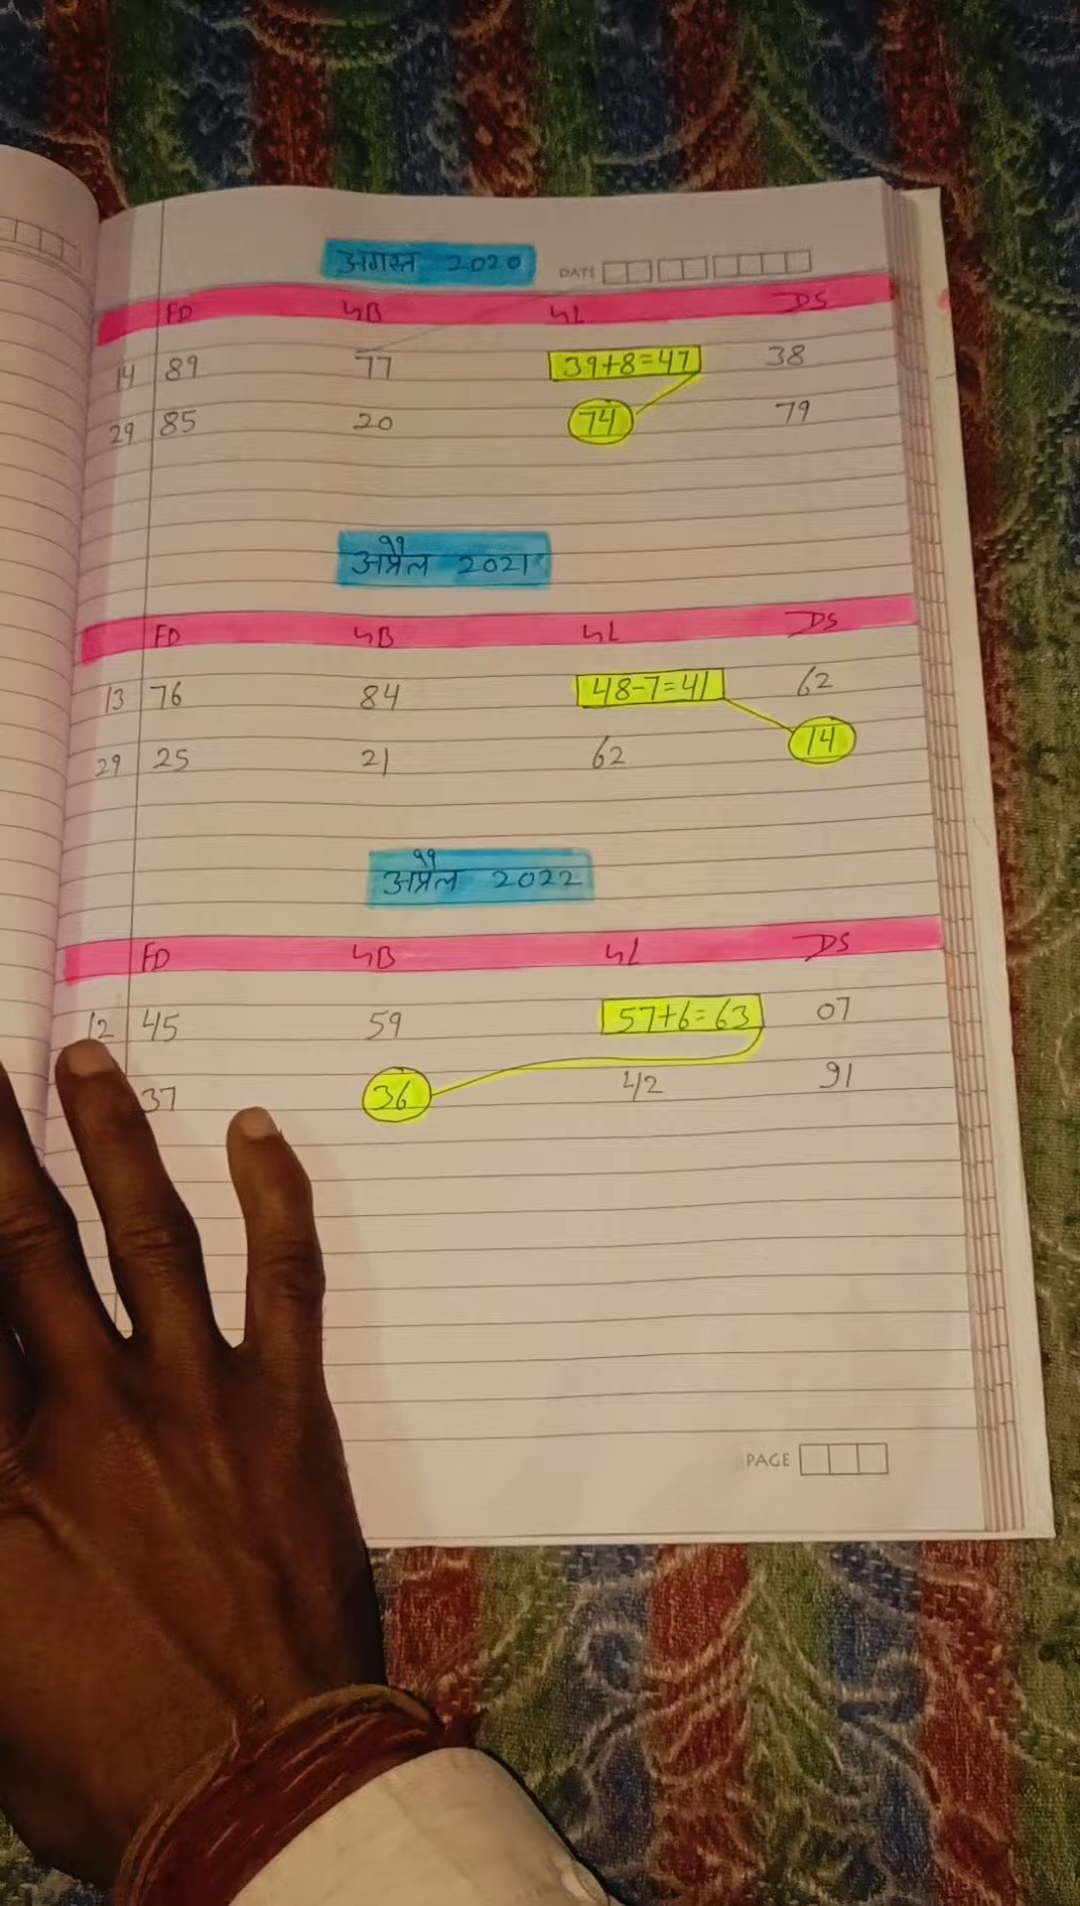 अगस्त 2020
DATE
FD GB GL DS
14 89 77 39+8=47 38
29 85 20 74 79
११
अप्रैल 2021
FD GB GL DS
13 76 84 48-7=41 62
29 25 21 62 14
११
अप्रैल 2022
FD GB GL DS
12 45 59 57+6=63 07
37 36 42 91
PAGE